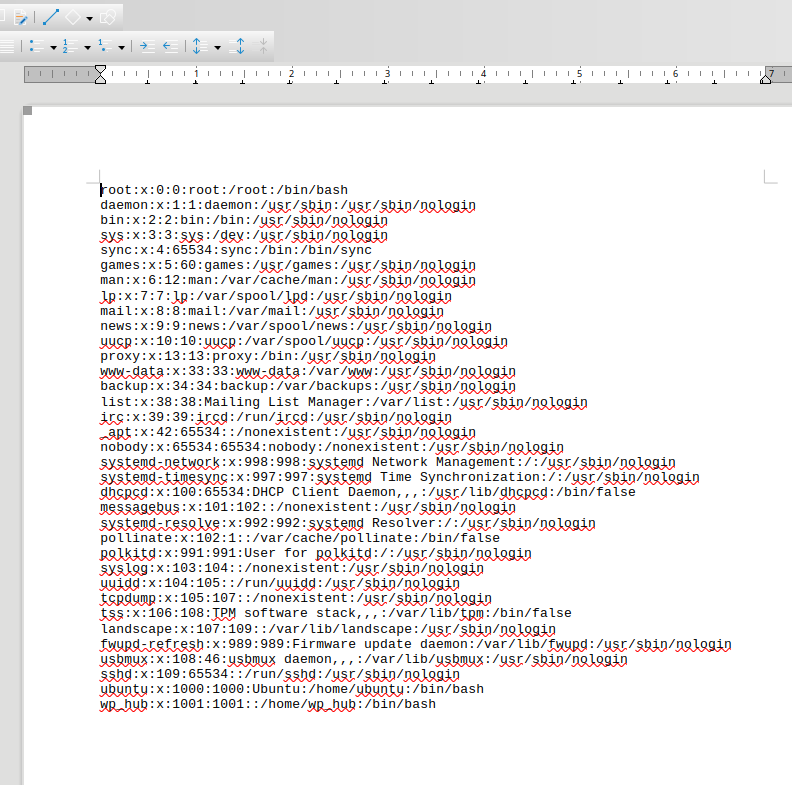 1 2 3 4 5 6 7
root:x:0:0:root:/root:/bin/bash
daemon:x:1:1:daemon:/usr/sbin:/usr/sbin/nologin
bin:x:2:2:bin:/bin:/usr/sbin/nologin
sys:x:3:3:sys:/dev:/usr/sbin/nologin
sync:x:4:65534:sync:/bin:/bin/sync
games:x:5:60:games:/usr/games:/usr/sbin/nologin
man:x:6:12:man:/var/cache/man:/usr/sbin/nologin
lp:x:7:7:lp:/var/spool/lpd:/usr/sbin/nologin
mail:x:8:8:mail:/var/mail:/usr/sbin/nologin
news:x:9:9:news:/var/spool/news:/usr/sbin/nologin
uucp:x:10:10:uucp:/var/spool/uucp:/usr/sbin/nologin
proxy:x:13:13:proxy:/bin:/usr/sbin/nologin
www-data:x:33:33:www-data:/var/www:/usr/sbin/nologin
backup:x:34:34:backup:/var/backups:/usr/sbin/nologin
list:x:38:38:Mailing List Manager:/var/list:/usr/sbin/nologin
irc:x:39:39:ircd:/run/ircd:/usr/sbin/nologin
_apt:x:42:65534::/nonexistent:/usr/sbin/nologin
nobody:x:65534:65534:nobody:/nonexistent:/usr/sbin/nologin
systemd-network:x:998:998:systemd Network Management:/:/usr/sbin/nologin
systemd-timesync:x:997:997:systemd Time Synchronization:/:/usr/sbin/nologin
dhcpcd:x:100:65534:DHCP Client Daemon,,,:/usr/lib/dhcpcd:/bin/false
messagebus:x:101:102::/nonexistent:/usr/sbin/nologin
systemd-resolve:x:992:992:systemd Resolver:/:/usr/sbin/nologin
pollinate:x:102:1::/var/cache/pollinate:/bin/false
polkitd:x:991:991:User for polkitd:/:/usr/sbin/nologin
syslog:x:103:104::/nonexistent:/usr/sbin/nologin
uuidd:x:104:105::/run/uuidd:/usr/sbin/nologin
tcpdump:x:105:107::/nonexistent:/usr/sbin/nologin
tss:x:106:108:TPM software stack,,,:/var/lib/tpm:/bin/false
landscape:x:107:109::/var/lib/landscape:/usr/sbin/nologin
fwupd-refresh:x:989:989:Firmware update daemon:/var/lib/fwupd:/usr/sbin/nologin
usbmux:x:108:46:usbmux daemon,,,:/var/lib/usbmux:/usr/sbin/nologin
sshd:x:109:65534::/run/sshd:/usr/sbin/nologin
ubuntu:x:1000:1000:Ubuntu:/home/ubuntu:/bin/bash
wp_hub:x:1001:1001::/home/wp_hub:/bin/bash